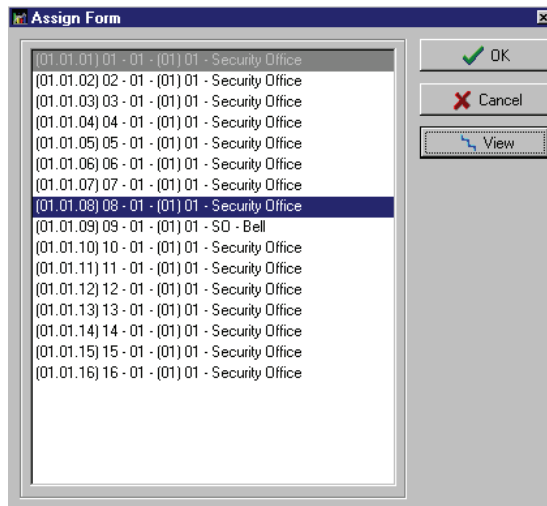 Assign Form
(01.01.01) 01 - 01 - (01) 01 - Security Office
(01.01.02) 02 - 01 - (01) 01 - Security Office
(01.01.03) 03 - 01 - (01) 01 - Security Office
(01.01.04) 04 - 01 - (01) 01 - Security Office
(01.01.05) 05 - 01 - (01) 01 - Security Office
(01.01.06) 06 - 01 - (01) 01 - Security Office
(01.01.07) 07 - 01 - (01) 01 - Security Office
(01.01.08) 08 - 01 - (01) 01 - Security Office
(01.01.09) 09 - 01 - (01) 01 - SO - Bell
(01.01.10) 10 - 01 - (01) 01 - Security Office
(01.01.11) 11 - 01 - (01) 01 - Security Office
(01.01.12) 12 - 01 - (01) 01 - Security Office
(01.01.13) 13 - 01 - (01) 01 - Security Office
(01.01.14) 14 - 01 - (01) 01 - Security Office
(01.01.15) 15 - 01 - (01) 01 - Security Office
(01.01.16) 16 - 01 - (01) 01 - Security Office
OK
Cancel
View